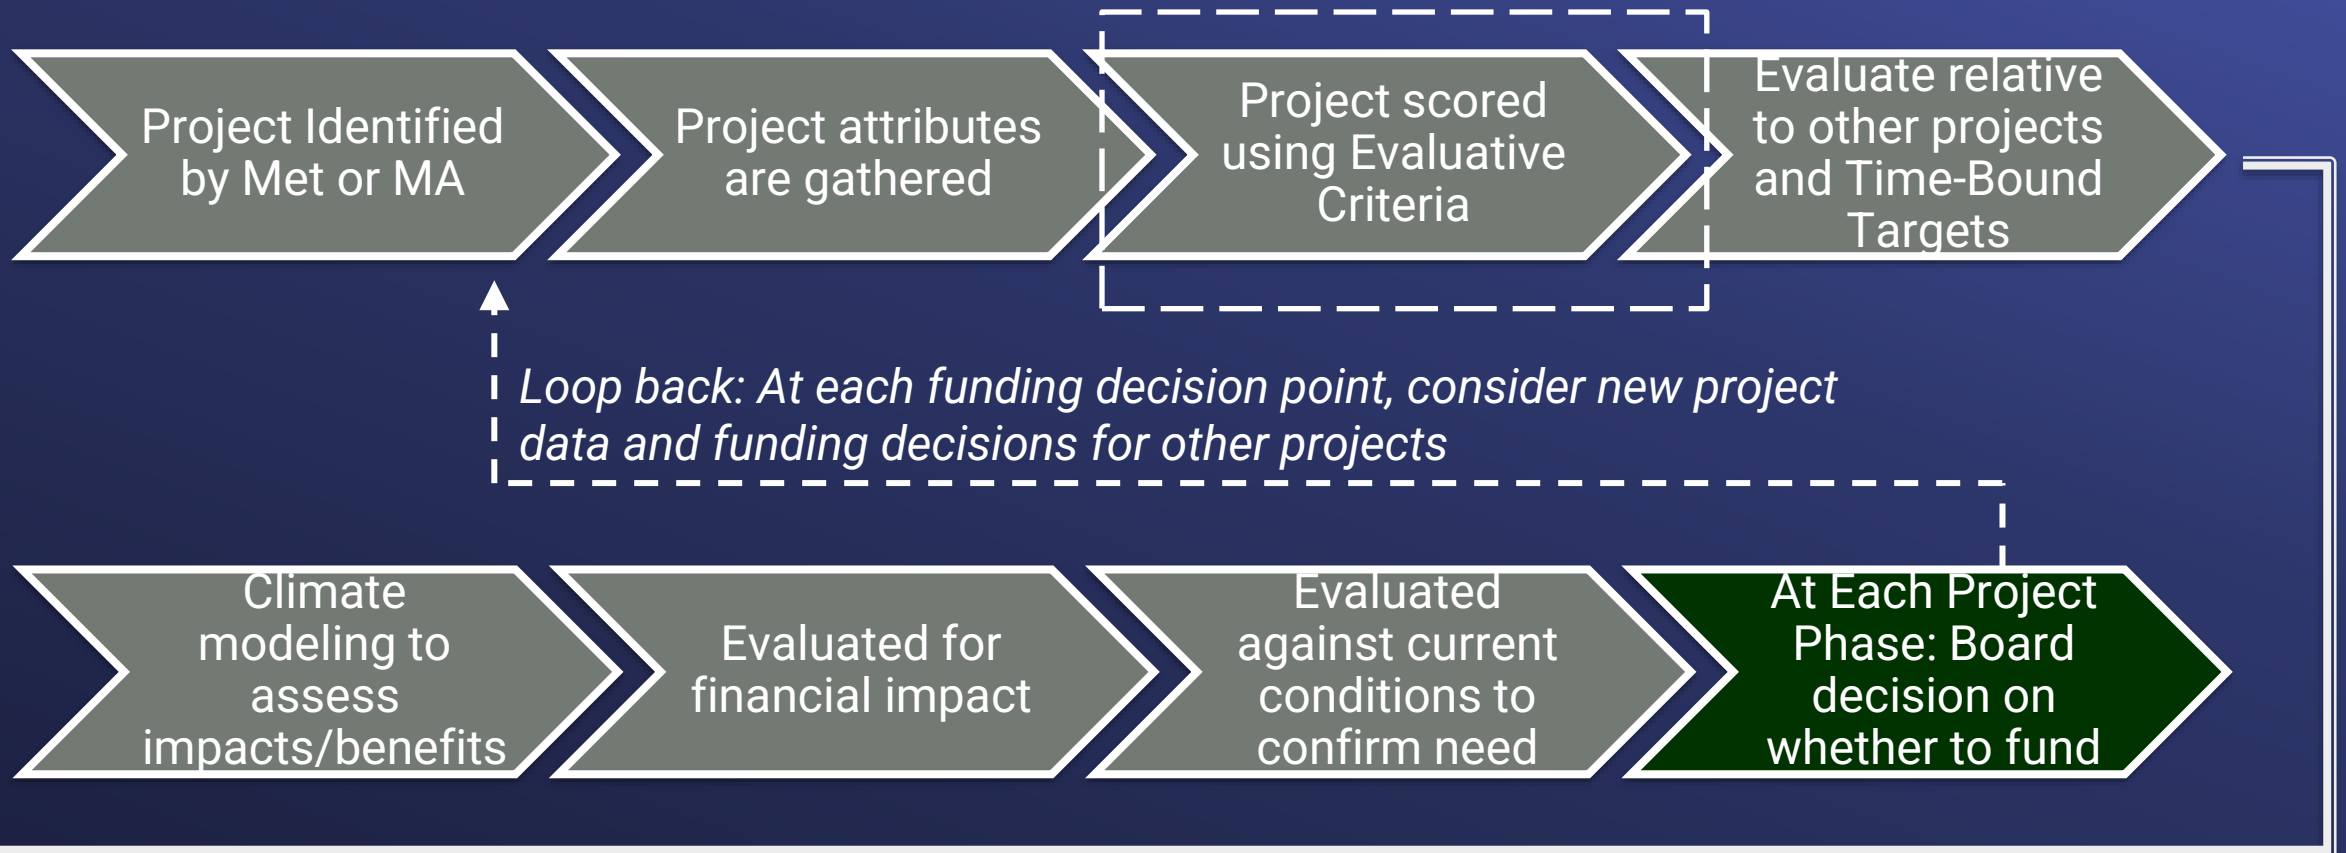 Project Identified
by Met or MA
Project attributes
are gathered
Project scored
using Evaluative
Criteria
Evaluate relative
to other projects
and Time-Bound
Targets
Loop back: At each funding decision point, consider new project
data and funding decisions for other projects
Climate
modeling to
assess
impacts/benefits
Evaluated for
financial impact
Evaluated
against current
conditions to
confirm need
At Each Project
Phase: Board
decision on
whether to fund